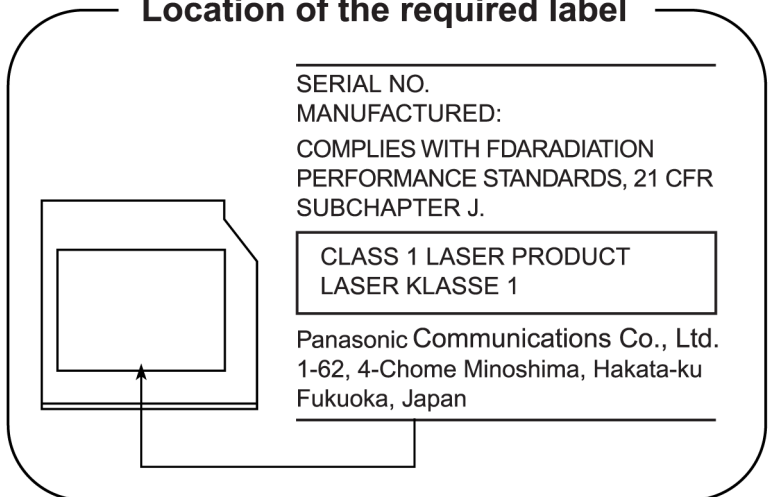 Location of the required label
SERIAL NO.
MANUFACTURED:
COMPLIES WITH FDARADIATION
PERFORMANCE STANDARDS, 21 CFR
SUBCHAPTER J.
CLASS 1 LASER PRODUCT
LASER KLASSE 1
Panasonic Communications Co., Ltd.
1-62, 4-Chome Minoshima, Hakata-ku
Fukuoka, Japan